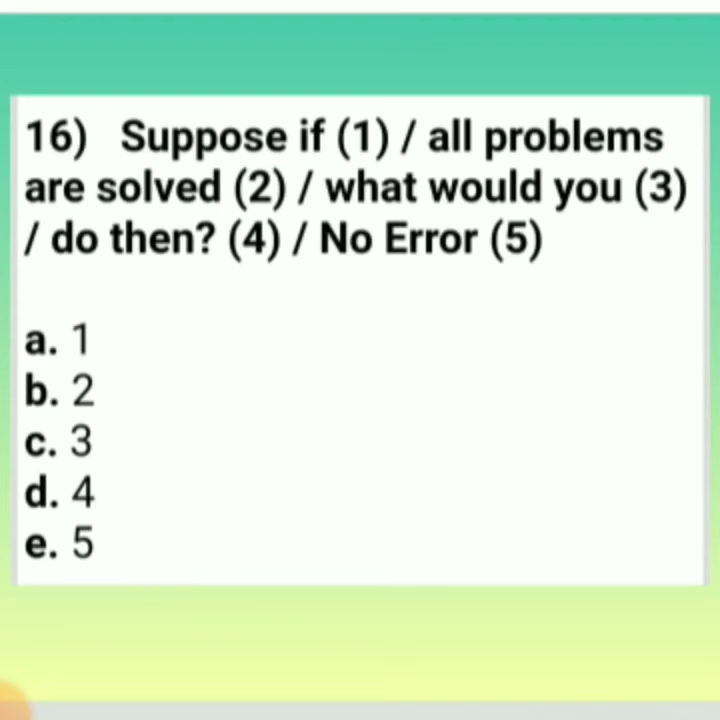 16) Suppose if (1) / all problems
are solved (2) / what would you (3)
/ do then? (4) / No Error (5)
a. 1
b. 2
c. 3
d. 4
e. 5